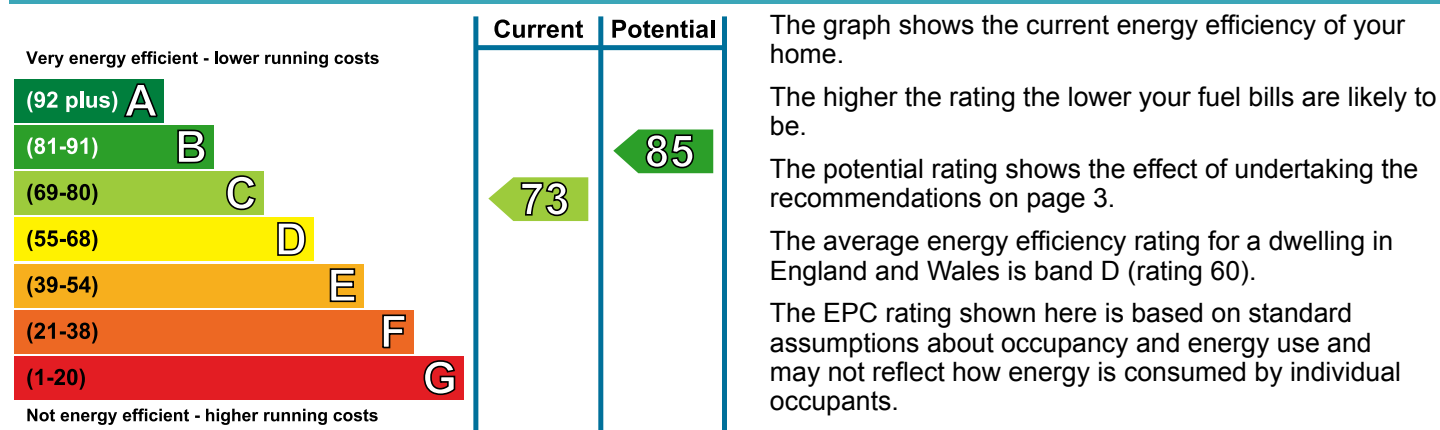 Current Potential
Very energy efficient - lower running costs
(92 plus) A
(81-91) B
85
(69-80) C
73
(55-68) D
(39-54) E
(21-38) F
(1-20) G
Not energy efficient - higher running costs
The graph shows the current energy efficiency of your
home.
The higher the rating the lower your fuel bills are likely to
be.
The potential rating shows the effect of undertaking the
recommendations on page 3.
The average energy efficiency rating for a dwelling in
England and Wales is band D (rating 60).
The EPC rating shown here is based on standard
assumptions about occupancy and energy use and
may not reflect how energy is consumed by individual
occupants.